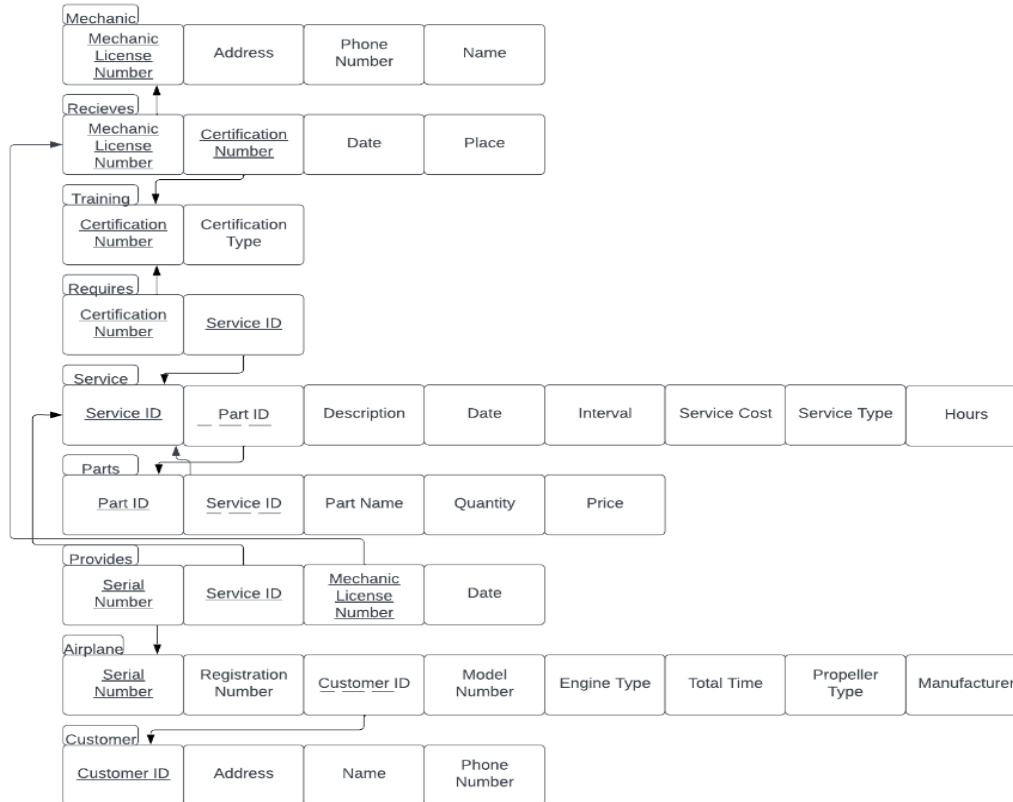 Mechanic
Mechanic
License
Number
Address
Phone
Number
Name
Recieves
Mechanic
License
Number
Certification
Number
Date
Place
Training
Certification
Number
Certification
Type
Requires
Certification
Number
Service ID
Service
Service ID
Part ID
Description
Date
Interval
Service Cost
Service Type
Hours
Parts
Part ID
Service ID
Part Name
Quantity
Price
Provides
Serial
Number
Service ID
Mechanic
License
Number
Date
Airplane
Serial
Number
Registration
Number
Customer ID
Model
Number
Engine Type
Total Time
Propeller
Type
Manufacturer
Customer
Customer ID
Address
Name
Phone
Number